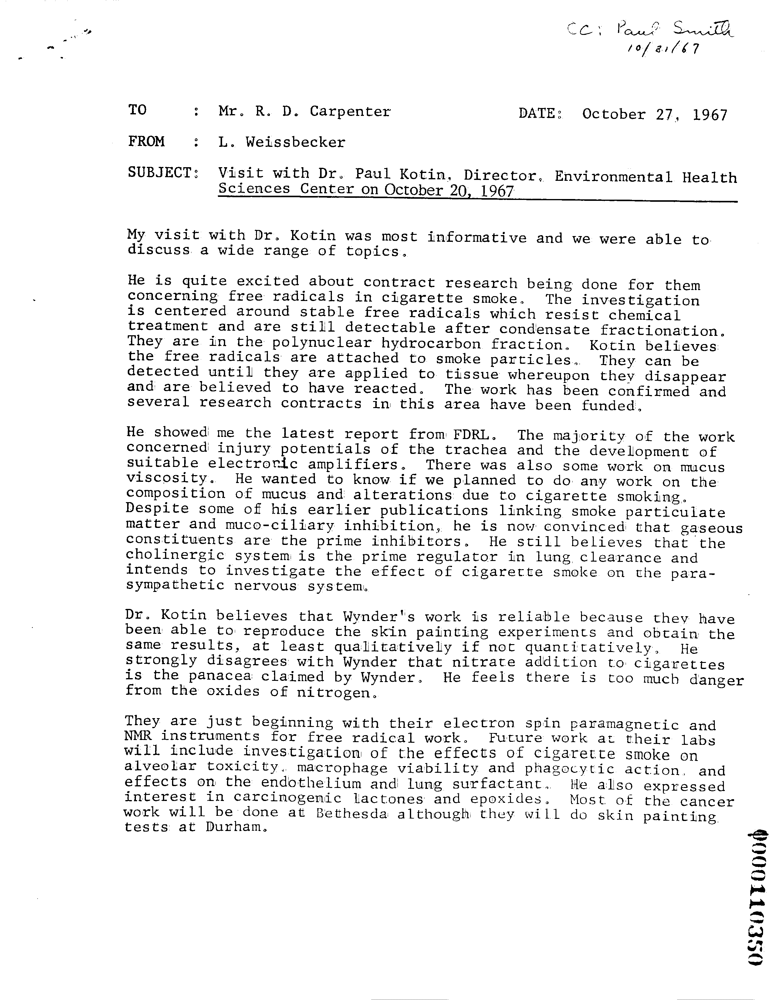 CC: Paul Smith
10/31/67
TO : Mr. R. D. Carpenter DATE: October 27, 1967
FROM : L. Weissbecker
SUBJECT: Visit with Dr. Paul Kotin, Director, Environmental Health
Sciences Center on October 20, 1967
My visit with Dr. Kotin was most informative and we were able to
discuss a wide range of topics.
He is quite excited about contract research being done for them
concerning free radicals in cigarette smoke. The investigation
is centered around stable free radicals which resist chemical
treatment and are still detectable after condensate fractionation.
They are in the polynuclear hydrocarbon fraction. Kotin believes
the free radicals are attached to smoke particles. They can be
detected until they are applied to tissue whereupon they disappear
and are believed to have reacted. The work has been confirmed and
several research contracts in this area have been funded.
He showed me the latest report from FDRL. The majority of the work
concerned injury potentials of the trachea and the development of
suitable electronic amplifiers. There was also some work on mucus
viscosity. He wanted to know if we planned to do any work on the
composition of mucus and alterations due to cigarette smoking.
Despite some of his earlier publications linking smoke particulate
matter and muco-ciliary inhibition, he is now convinced that gaseous
constituents are the prime inhibitors. He still believes that the
cholinergic system is the prime regulator in lung clearance and
intends to investigate the effect of cigarette smoke on the para-
sympathetic nervous system.
Dr. Kotin believes that Wynder's work is reliable because they have
been able to reproduce the skin painting experiments and obtain the
same results, at least qualitatively if not quantitatively. He
strongly disagrees with Wynder that nitrate addition to cigarettes
is the panacea claimed by Wynder. He feels there is too much danger
from the oxides of nitrogen.
They are just beginning with their electron spin paramagnetic and
NMR instruments for free radical work. Future work at their labs
will include investigation of the effects of cigarette smoke on
alveolar toxicity, macrophage viability and phagocytic action, and
effects on the endothelium and lung surfactant. He also expressed
interest in carcinogenic lactones and epoxides. Most of the cancer
work will be done at Bethesda although they will do skin painting
tests at Durham.
000110350